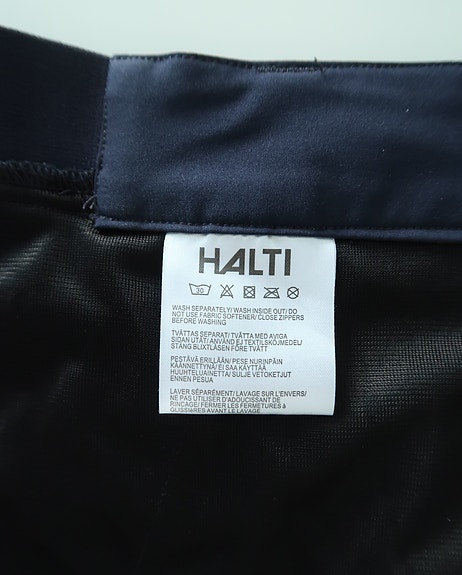 HALTI
30
WASH SEPARATELY/ WASH INSIDE OUT/ DO
NOT USE FABRIC SOFTENER/ CLOSE ZIPPERS
BEFORE WASHING
TVÄTTAS SEPARAT/ TVÄTTA MED AVIGA
SIDAN UTÅT/ ANVÄND EJ TEXTILSKÖJMEDEL/
STÄNG BLIXTLÅSEN FÖRE TVÄTT
PESTÄVÄ ERILLÄÄN/ PESE NURINPÄIN
KÄÄNNETTYNÄ/ EI SAA KÄYTTÄÄ
HUUHTELUAINETTA/ SULJE VETOKETJUT
ENNEN PESUA
LAVER SÉPARÉMENT/ LAVAGE SUR L'ENVERS/
NE PAS UTILISER D'ADOUCISSANT DE
RINCAGE/ FERMER LES FERMETURES à
GLISSIèRES AVANT LE LAVAGE